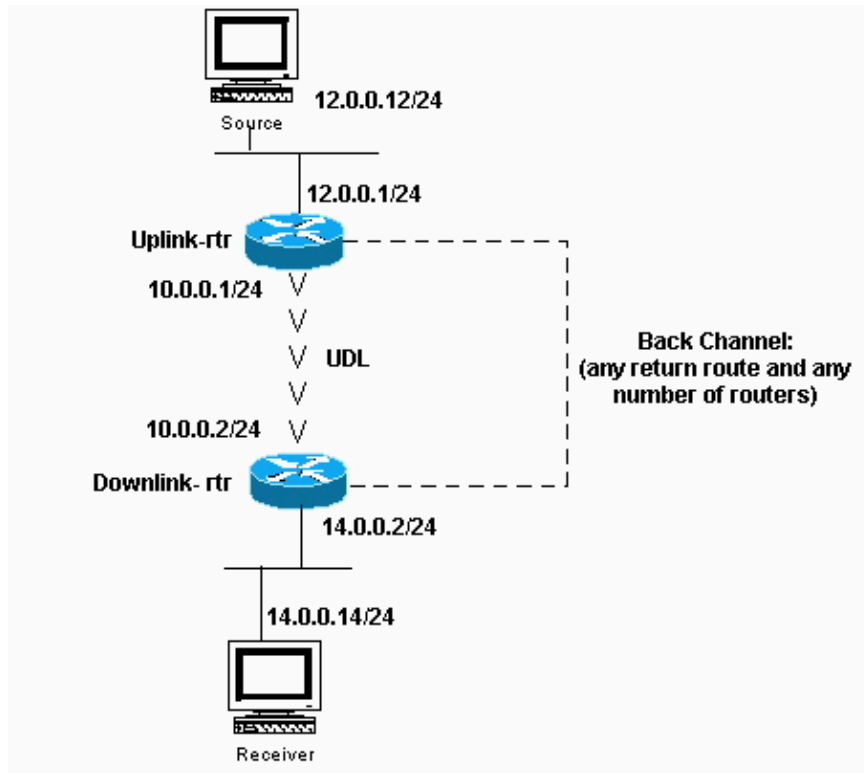 12.0.0.12/24
Source
12.0.0.1/24
Uplink-rtr
10.0.0.1/24
UDL
Back Channel:
(any return route and any
number of routers)
10.0.0.2/24
Downlink- rtr
14.0.0.2/24
14.0.0.14/24
Receiver